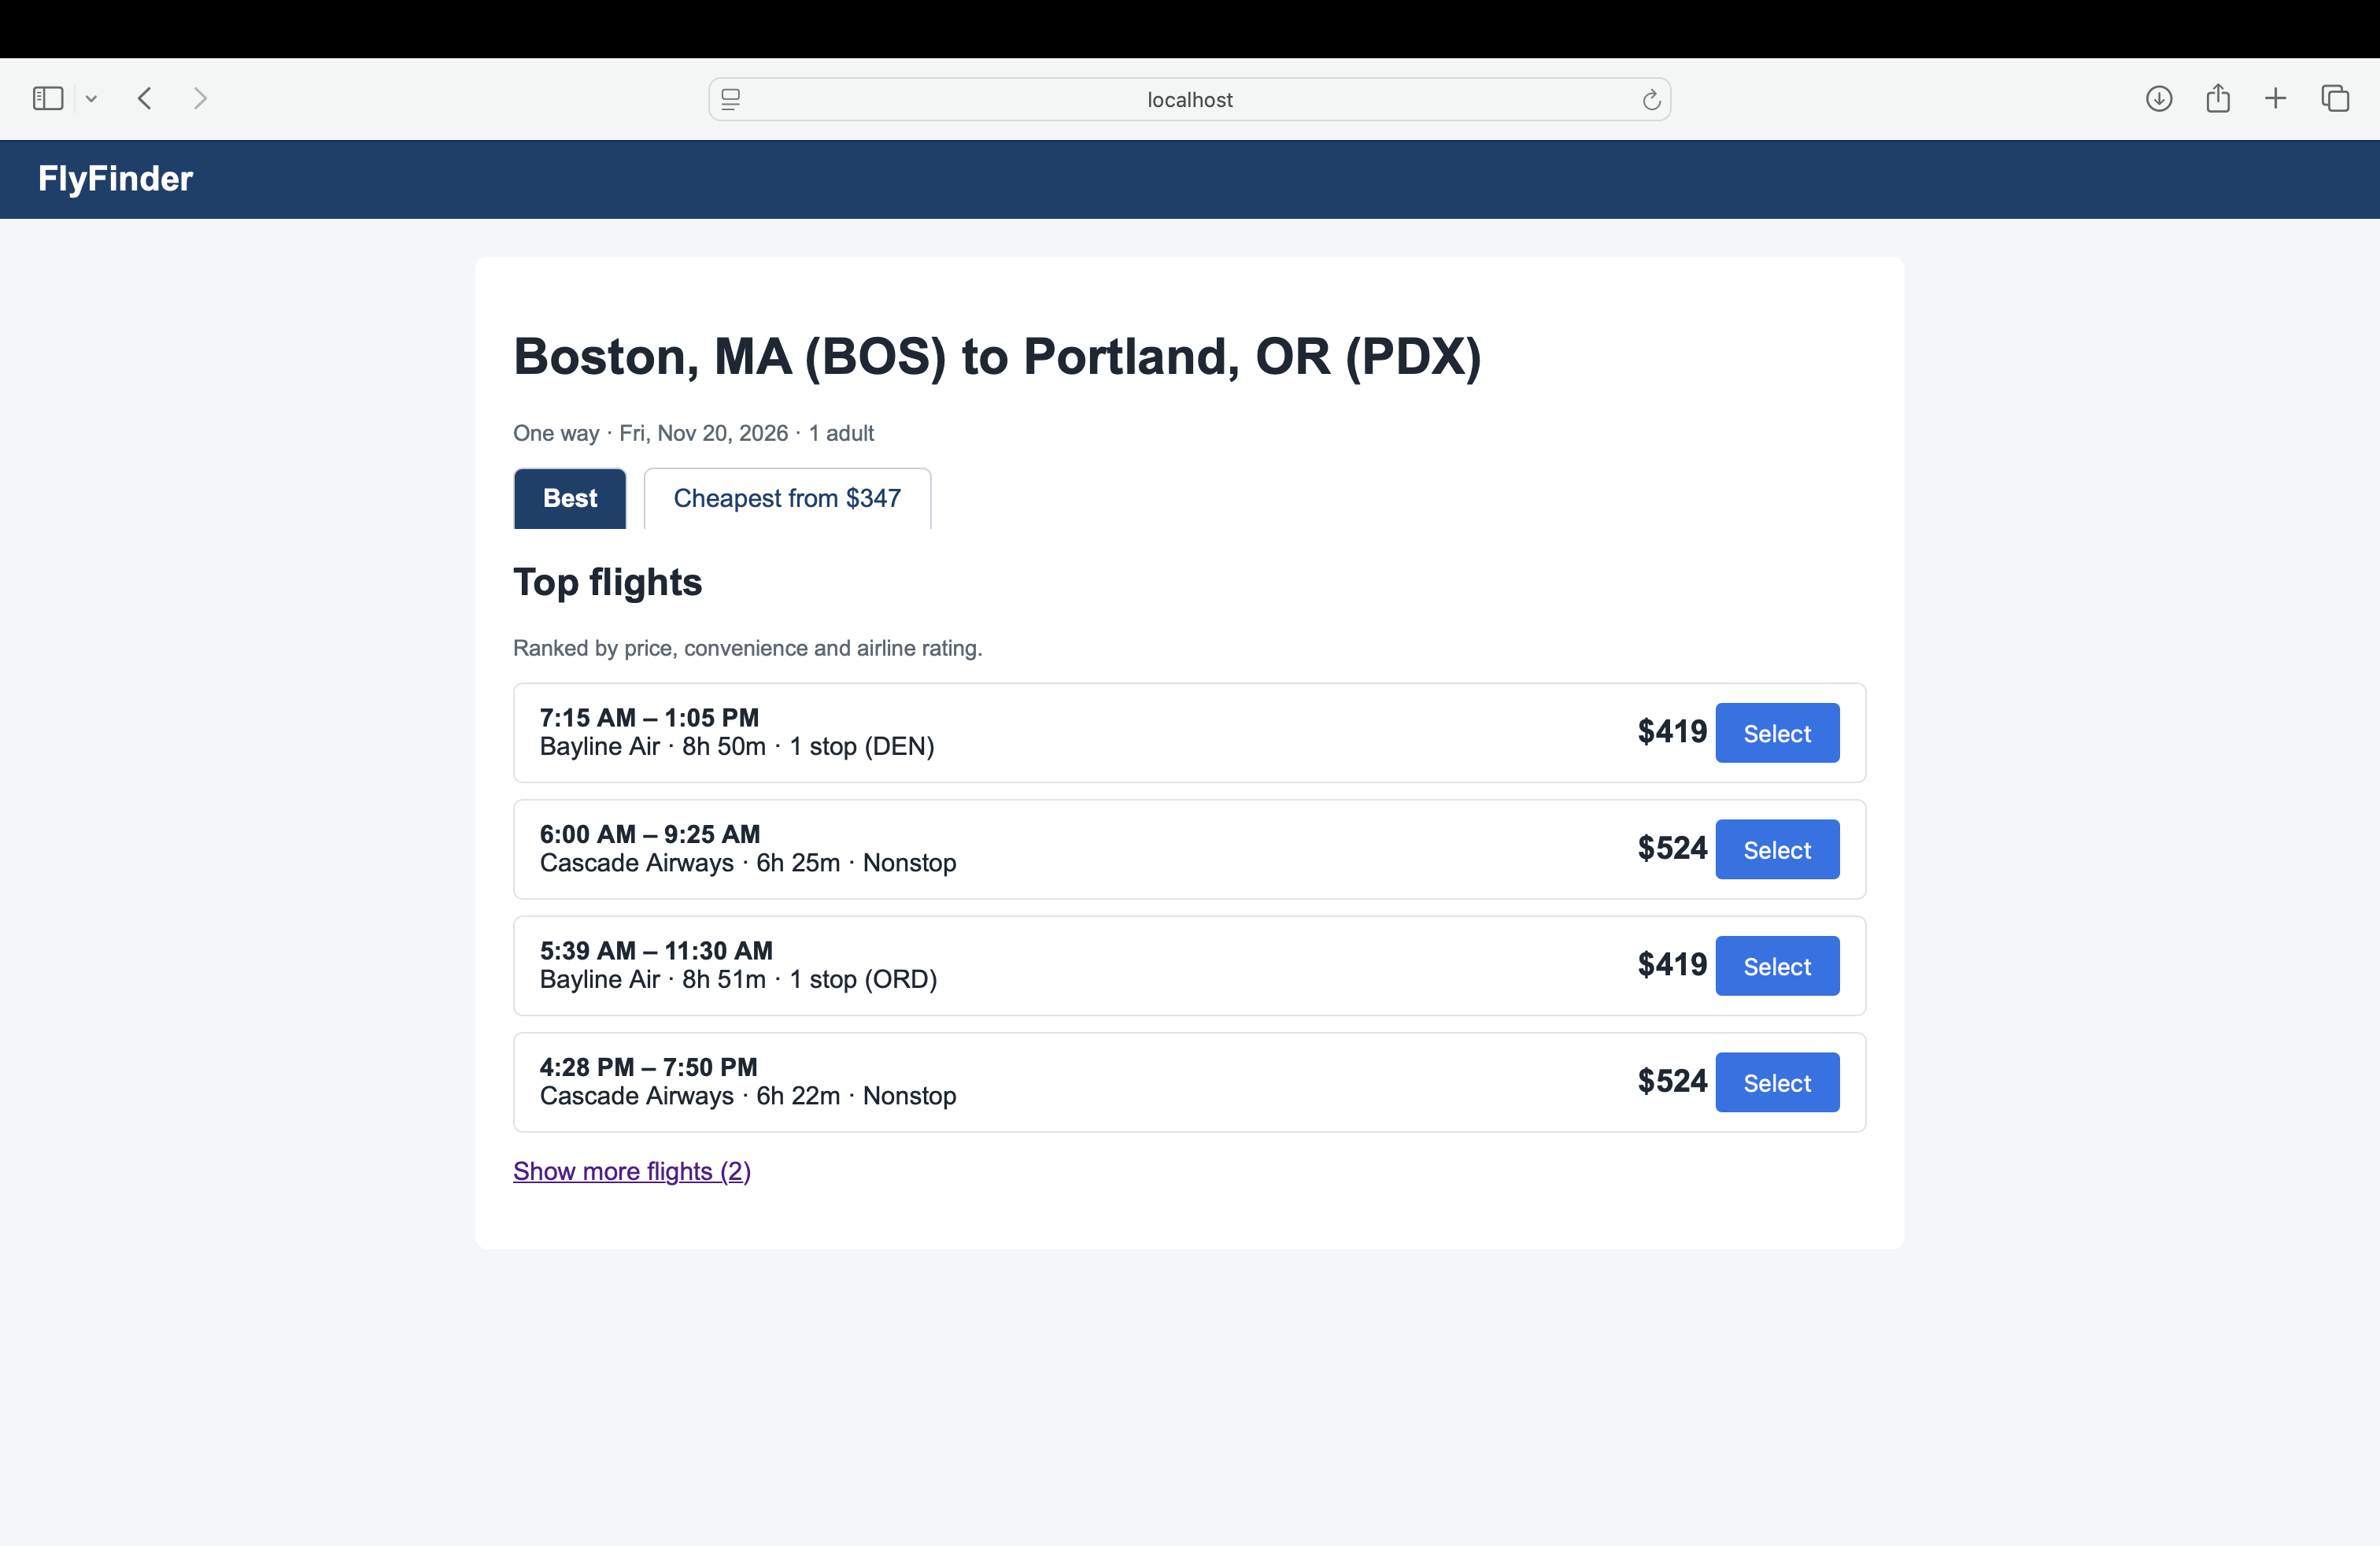 localhost
FlyFinder
Boston, MA (BOS) to Portland, OR (PDX)
One way · Fri, Nov 20, 2026 · 1 adult
Best
Cheapest from $347
Top flights
Ranked by price, convenience and airline rating.
7:15 AM – 1:05 PM
Bayline Air · 8h 50m · 1 stop (DEN)
$419 Select
6:00 AM – 9:25 AM
Cascade Airways · 6h 25m · Nonstop
$524 Select
5:39 AM – 11:30 AM
Bayline Air · 8h 51m · 1 stop (ORD)
$419 Select
4:28 PM – 7:50 PM
Cascade Airways · 6h 22m · Nonstop
$524 Select
Show more flights (2)